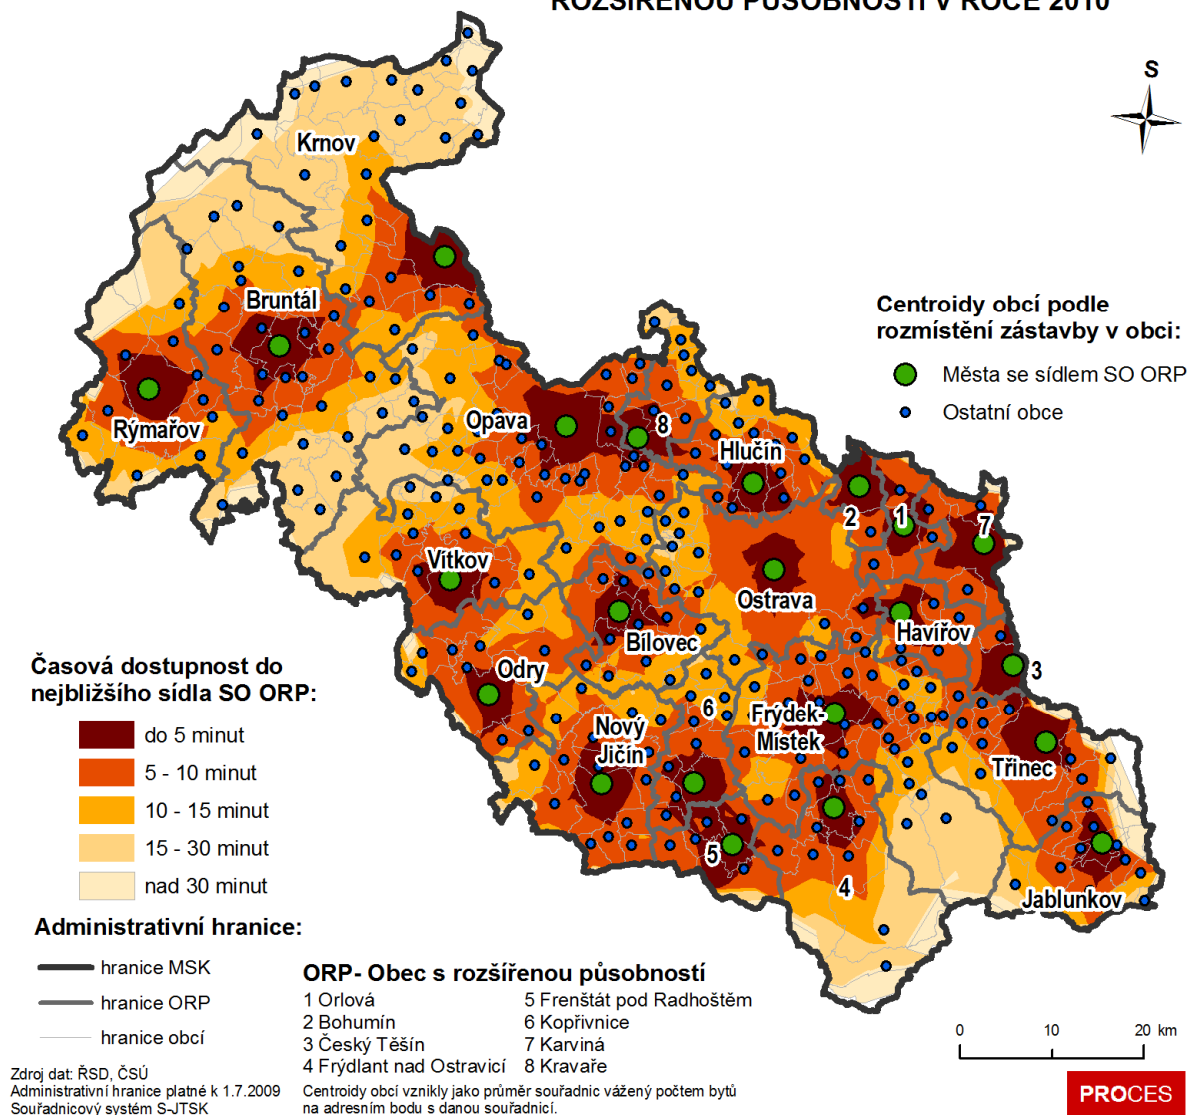 ROZŠÍŘENOU PŮSOBNOSTÍ V ROCE 2010
S
Krnov
Bruntál
Rýmařov
Opava
8
Hlučín
2
1
7
Vítkov
Ostrava
Havířov
Bílovec
3
Odry
6
Nový
Jičín
Frýdek-
Místek
Třinec
5
4
Jablunkov
Centroidy obcí podle
rozmístění zástavby v obci:
Města se sídlem SO ORP
Ostatní obce
Časová dostupnost do
nejbližšího sídla SO ORP:
do 5 minut
5 - 10 minut
10 - 15 minut
15 - 30 minut
nad 30 minut
Administrativní hranice:
hranice MSK
hranice ORP
hranice obcí
ORP- Obec s rozšířenou působností
1 Orlová
2 Bohumín
3 Český Těšín
4 Frýdlant nad Ostravicí
5 Frenštát pod Radhoštěm
6 Kopřivnice
7 Karviná
8 Kravaře
0 10 20 km
Zdroj dat: ŘSD, ČSÚ
Administrativní hranice platné k 1.7.2009
Souřadnicový systém S-JTSK
Centroidy obcí vznikly jako průměr souřadnic vážený počtem bytů
na adresním bodu s danou souřadnicí.
PROCES